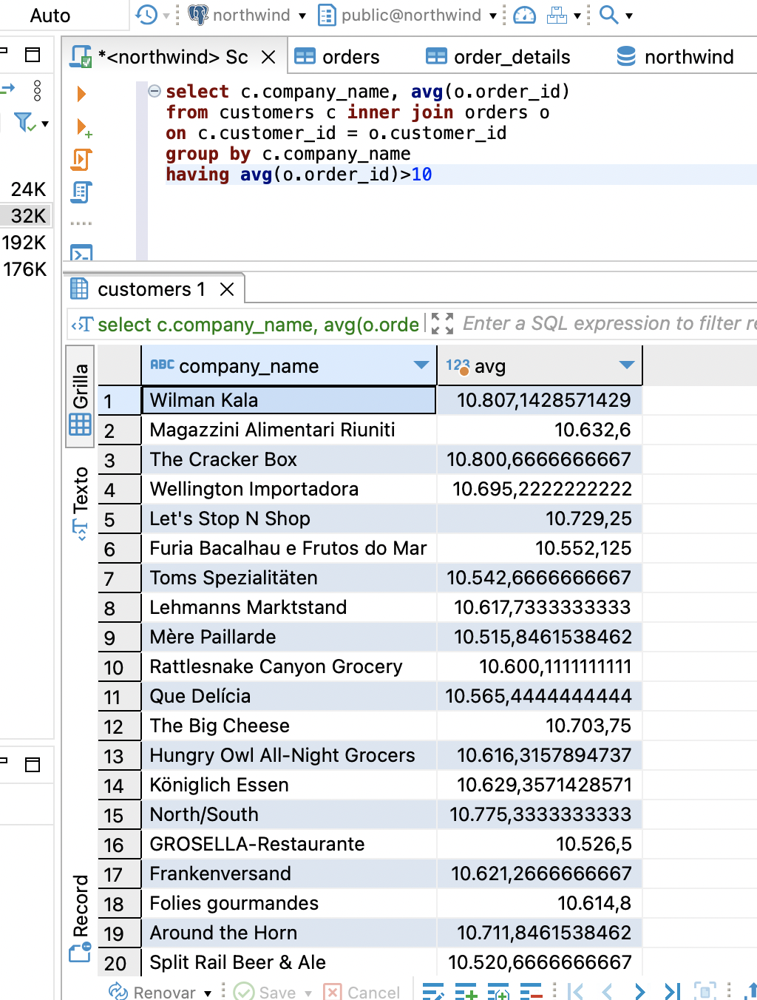 Auto
northwind
public@northwind
*<northwind> Sc
orders
order_details
northwind
select c.company_name, avg(o.order_id)
from customers c inner join orders o
on c.customer_id = o.customer_id
group by c.company_name
having avg(o.order_id)>10
24K
32K
192K
176K
customers 1
select c.company_name, avg(o.orde
Enter a SQL expression to filter re
Grilla
Texto
Record
ABC company_name
123 avg
1 Wilman Kala 10.807,1428571429
2 Magazzini Alimentari Riuniti 10.632,6
3 The Cracker Box 10.800,6666666667
4 Wellington Importadora 10.695,2222222222
5 Let's Stop N Shop 10.729,25
6 Furia Bacalhau e Frutos do Mar 10.552,125
7 Toms Spezialitäten 10.542,6666666667
8 Lehmanns Marktstand 10.617,7333333333
9 Mère Paillarde 10.515,8461538462
10 Rattlesnake Canyon Grocery 10.600,1111111111
11 Que Delícia 10.565,4444444444
12 The Big Cheese 10.703,75
13 Hungry Owl All-Night Grocers 10.616,3157894737
14 Königlich Essen 10.629,3571428571
15 North/South 10.775,3333333333
16 GROSELLA-Restaurante 10.526,5
17 Frankenversand 10.621,2666666667
18 Folies gourmandes 10.614,8
19 Around the Horn 10.711,8461538462
20 Split Rail Beer & Ale 10.520,6666666667
Renovar
Save
Cancel